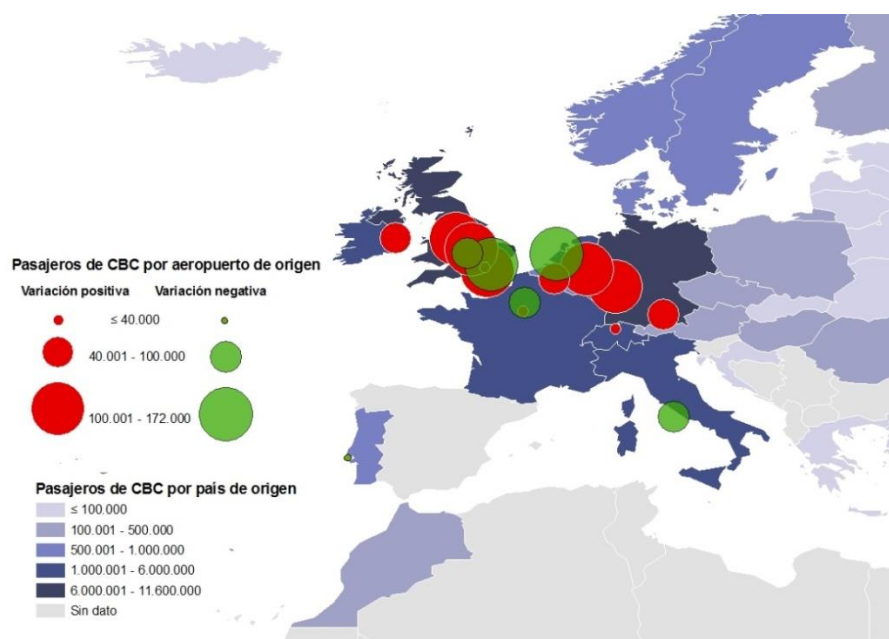 Pasajeros de CBC por aeropuerto de origen
Variación positiva Variación negativa
≤ 40.000
40.001 - 100.000
100.001 - 172.000
Pasajeros de CBC por país de origen
≤ 100.000
100.001 - 500.000
500.001 - 1.000.000
1.000.001 - 6.000.000
6.000.001 - 11.600.000
Sin dato